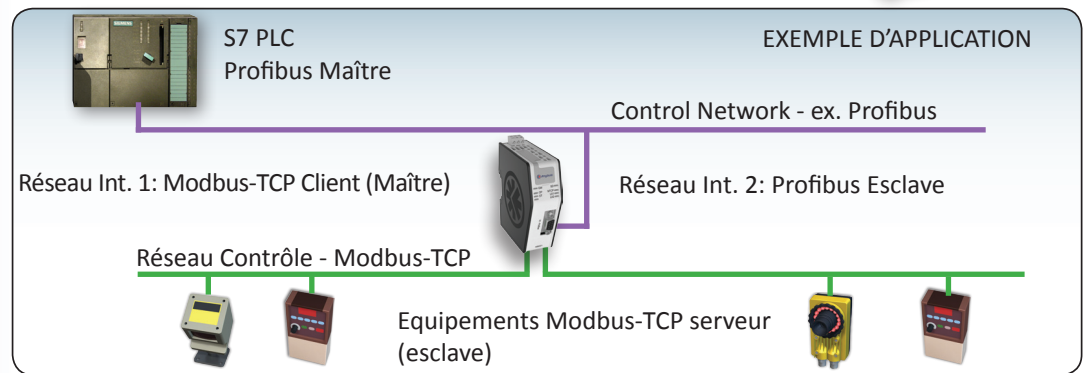 S7 PLC
Profibus Maître
EXEMPLE D'APPLICATION
Control Network - ex. Profibus
Réseau Int. 1: Modbus-TCP Client (Maître)
Réseau Int. 2: Profibus Esclave
Réseau Contrôle - Modbus-TCP
Equipements Modbus-TCP serveur
(esclave)